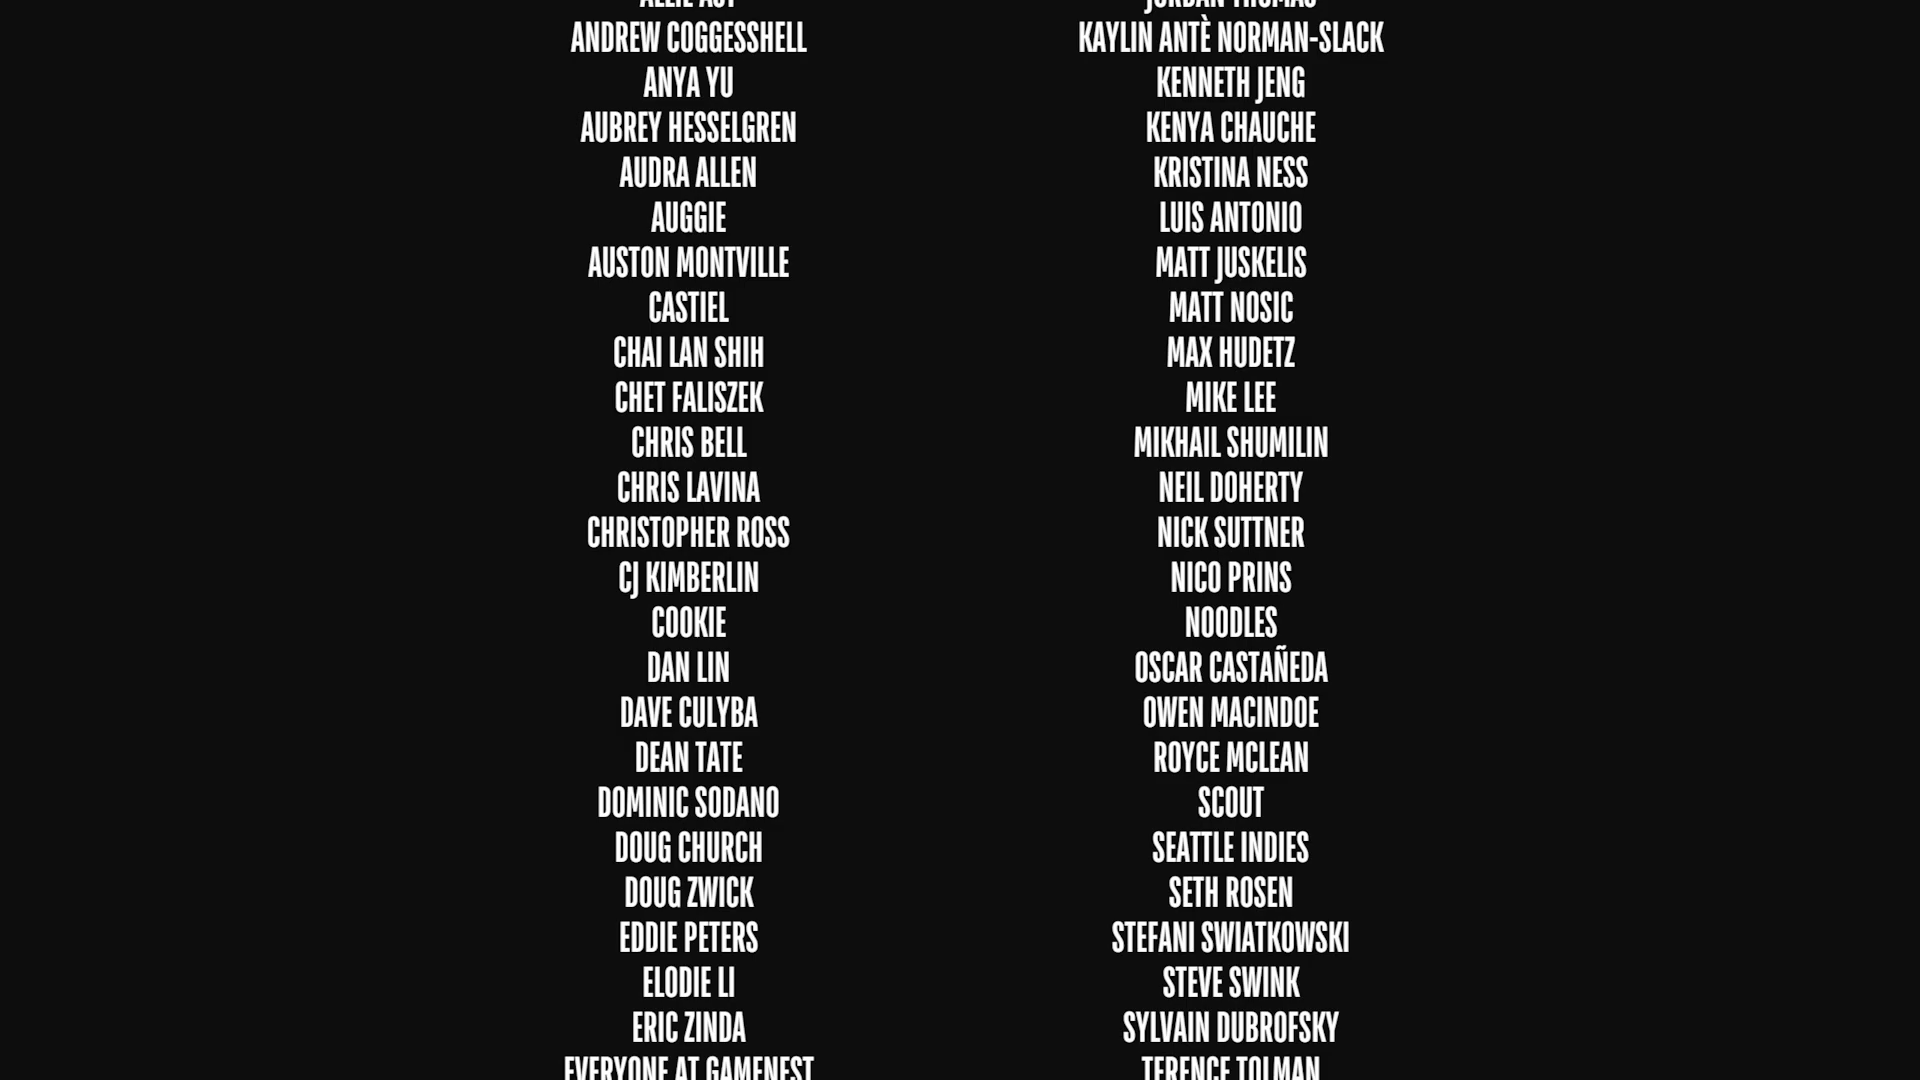 ANDREW COGGESSHELL
ANYA YU
AUBREY HESSELGREN
AUDRA ALLEN
AUGGIE
AUSTON MONTVILLE
CASTIEL
CHAI LAN SHIH
CHET FALISZEK
CHRIS BELL
CHRIS LAVINA
CHRISTOPHER ROSS
CJ KIMBERLIN
COOKIE
DAN LIN
DAVE CULYBA
DEAN TATE
DOMINIC SODANO
DOUG CHURCH
DOUG ZWICK
EDDIE PETERS
ELODIE LI
ERIC ZINDA
EVERYONE AT GAMENEST
JORDAN THOMAS
KAYLIN ANTÈ NORMAN-SLACK
KENNETH JENG
KENYA CHAUCHE
KRISTINA NESS
LUIS ANTONIO
MATT JUSKELIS
MATT NOSIC
MAX HUDETZ
MIKE LEE
MIKHAIL SHUMILIN
NEIL DOHERTY
NICK SUTTNER
NICO PRINS
NOODLES
OSCAR CASTAÑEDA
OWEN MACINDOE
ROYCE MCLEAN
SCOUT
SEATTLE INDIES
SETH ROSEN
STEFANI SWIATKOWSKI
STEVE SWINK
SYLVAIN DUBROFSKY
TERENCE TOLMAN